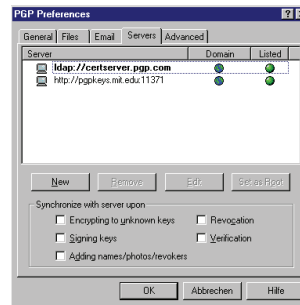 PGP Preferences
General Files Email Servers Advanced
Server Domain Listed
ldap://certserver.pgp.com
http://pgpkeys.mit.edu:11371
New Remove Edit Set as Root
Synchronize with server upon
Encrypting to unknown keys Revocation
Signing keys Verification
Adding names/photos/revokers
OK Abbrechen Hilfe